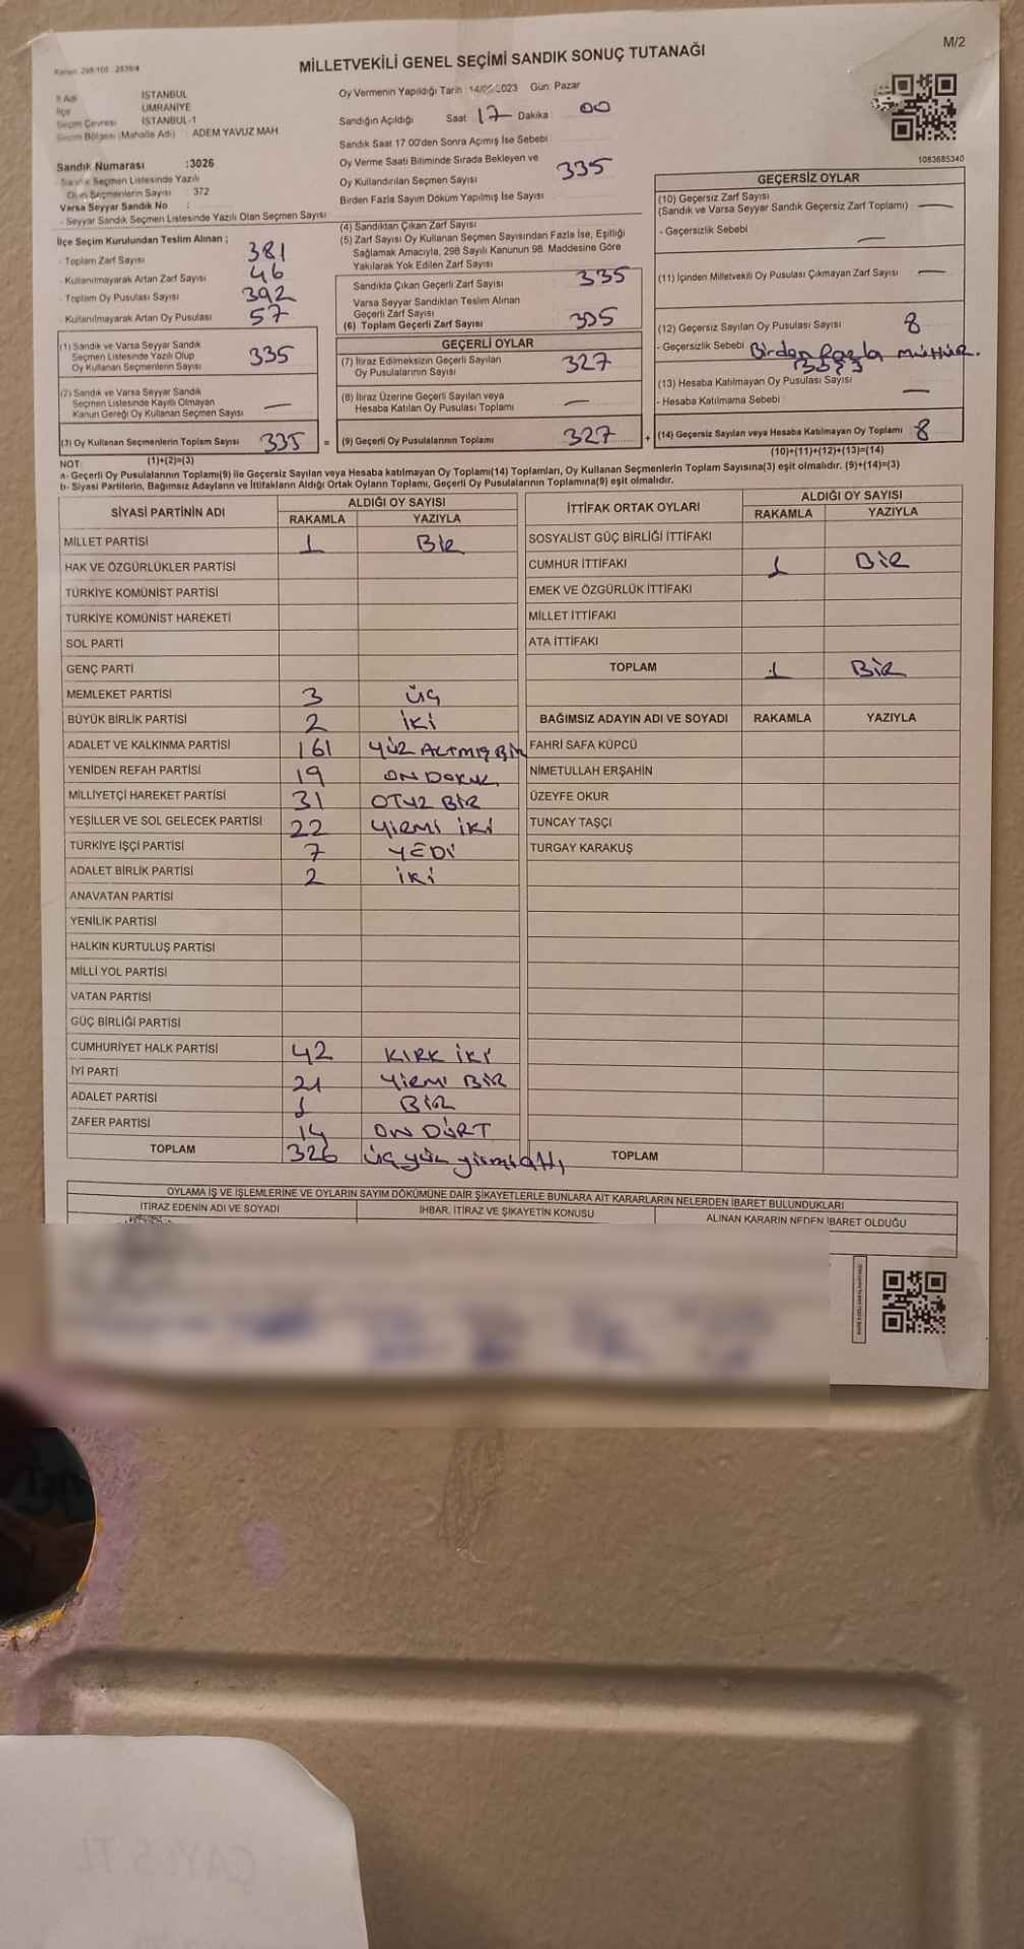 MİLLETVEKİLİ GENEL SEÇİMİ SANDIK SONUÇ TUTANAĞI
M/2
İl Adı İSTANBUL
İlçe ÜMRANİYE
Seçim Çevresi İSTANBUL-1
Seçim Bölgesi (Mahalle Adı) : ADEM YAVUZ MAH.
Oy Vermenin Yapıldığı Tarih : 14/05/2023 Gün: Pazar
Sandığın Açıldığı Saat 17 Dakika 00
Sandık Saat 17 00'den Sonra Açımış İse Sebebi
Sandık Numarası :3026
Sandık Seçmen Listesinde Yazılı
Olan Seçmenlerin Sayısı : 372
Varsa Seyyar Sandık No :
- Seyyar Sandık Seçmen Listesinde Yazılı Olan Seçmen Sayısı
Oy Verme Saati Bitiminde Sırada Bekleyen ve
Oy Kullandırılan Seçmen Sayısı 335
Birden Fazla Sayım Döküm Yapılmış İse Sayısı
1083685340
İlçe Seçim Kurulundan Teslim Alınan ;
- Toplam Zarf Sayısı 381
- Kullanılmayarak Artan Zarf Sayısı 46
- Toplam Oy Pusulası Sayısı 392
- Kullanılmayarak Artan Oy Pusulası 57
(1) Sandık ve Varsa Seyyar Sandık
Seçmen Listesinde Yazılı Olup
Oy Kullanan Seçmenlerin Sayısı 335
(2) Sandık ve Varsa Seyyar Sandık
Seçmen Listesinde Kayıtlı Olmayan
Kanun Gereği Oy Kullanan Seçmen Sayısı —
(3) Oy Kullanan Seçmenlerin Toplam Sayısı 335 =
(1)+(2)=(3)
(4) Sandıktan Çıkan Zarf Sayısı
(5) Zarf Sayısı Oy Kullanan Seçmen Sayısından Fazla İse, Eşitliği
Sağlamak Amacıyla, 298 Sayılı Kanunun 98. Maddesine Göre
Yakılarak Yok Edilen Zarf Sayısı
Sandıkta Çıkan Geçerli Zarf Sayısı 335
Varsa Seyyar Sandıktan Teslim Alınan
Geçerli Zarf Sayısı
(6) Toplam Geçerli Zarf Sayısı 335
GEÇERLİ OYLAR
(7) İtiraz Edilmeksizin Geçerli Sayılan
Oy Pusulalarının Sayısı 327
(8) İtiraz Üzerine Geçerli Sayılan veya
Hesaba Katılan Oy Pusulası Toplamı —
(9) Geçerli Oy Pusulalarının Toplamı 327 +
GEÇERSİZ OYLAR
(10) Geçersiz Zarf Sayısı
(Sandık ve Varsa Seyyar Sandık Geçersiz Zarf Toplamı) —
- Geçersizlik Sebebi —
(11) İçinden Milletvekili Oy Pusulası Çıkmayan Zarf Sayısı —
(12) Geçersiz Sayılan Oy Pusulası Sayısı 8
- Geçersizlik Sebebi Birden fazla mühür.
(13) Hesaba Katılmayan Oy Pusulası Sayısı —
- Hesaba Katılmama Sebebi
(14) Geçersiz Sayılan veya Hesaba Katılmayan Oy Toplamı 8
(10)+(11)+(12)+(13)=(14)
NOT
a- Geçerli Oy Pusulalarının Toplamı(9) ile Geçersiz Sayılan veya Hesaba katılmayan Oy Toplamı(14) Toplamları, Oy Kullanan Seçmenlerin Toplam Sayısına(3) eşit olmalıdır. (9)+(14)=(3)
b- Siyasi Partilerin, Bağımsız Adayların ve İttifakların Aldığı Ortak Oyların Toplamı, Geçerli Oy Pusulalarının Toplamına(9) eşit olmalıdır.
SİYASİ PARTİNİN ADI ALDIĞI OY SAYISI
RAKAMLA YAZIYLA
MİLLET PARTİSİ 1 BİR
HAK VE ÖZGÜRLÜKLER PARTİSİ
TÜRKİYE KOMÜNİST PARTİSİ
TÜRKİYE KOMÜNİST HAREKETİ
SOL PARTİ
GENÇ PARTİ
MEMLEKET PARTİSİ 3 ÜÇ
BÜYÜK BİRLİK PARTİSİ 2 İKİ
ADALET VE KALKINMA PARTİSİ 161 YÜZ ALTMIŞ BİR
YENİDEN REFAH PARTİSİ 19 ON DOKUZ
MİLLİYETÇİ HAREKET PARTİSİ 31 OTUZ BİR
YEŞİLLER VE SOL GELECEK PARTİSİ 22 YİRMİ İKİ
TÜRKİYE İŞÇİ PARTİSİ 7 YEDİ
ADALET BİRLİK PARTİSİ 2 İKİ
ANAVATAN PARTİSİ
YENİLİK PARTİSİ
HALKIN KURTULUŞ PARTİSİ
MİLLİ YOL PARTİSİ
VATAN PARTİSİ
GÜÇ BİRLİĞİ PARTİSİ
CUMHURİYET HALK PARTİSİ 42 KIRK İKİ
İYİ PARTİ 21 YİRMİ BİR
ADALET PARTİSİ 1 BİR
ZAFER PARTİSİ 14 ON DÖRT
TOPLAM 326 üç yüz yirmi altı
İTTİFAK ORTAK OYLARI ALDIĞI OY SAYISI
RAKAMLA YAZIYLA
SOSYALİST GÜÇ BİRLİĞİ İTTİFAKI
CUMHUR İTTİFAKI 1 BİR
EMEK VE ÖZGÜRLÜK İTTİFAKI
MİLLET İTTİFAKI
ATA İTTİFAKI
TOPLAM 1 BİR
BAĞIMSIZ ADAYIN ADI VE SOYADI RAKAMLA YAZIYLA
FAHRİ SAFA KÜPCÜ
NİMETULLAH ERŞAHİN
ÜZEYFE OKUR
TUNCAY TAŞÇI
TURGAY KARAKUŞ
TOPLAM
OYLAMA İŞ VE İŞLEMLERİNE VE OYLARIN SAYIM DÖKÜMÜNE DAİR ŞİKAYETLERLE BUNLARA AİT KARARLARIN NELERDEN İBARET BULUNDUKLARI
İTİRAZ EDENİN ADI VE SOYADI İHBAR, İTİRAZ VE ŞİKAYETİN KONUSU ALINAN KARARIN NEDEN İBARET OLDUĞU
ÇAY 5 TL